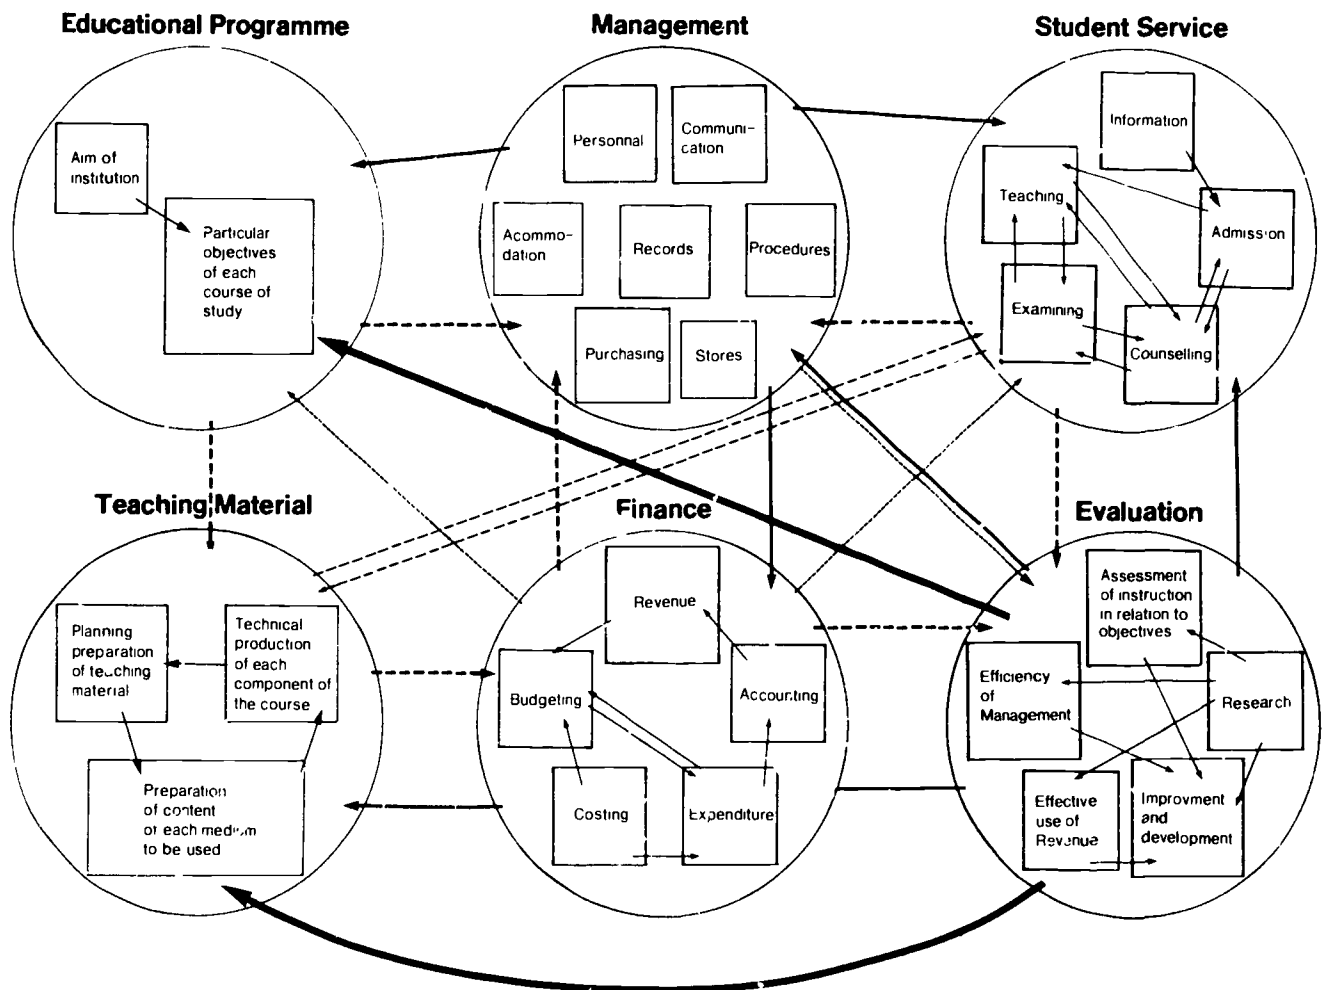 Educational Programme
Management
Student Service
Aim of
institution
Particular
objectives
of each
course of
study
Personnal
Communi-
cation
Acommo-
dation
Records
Procedures
Purchasing
Stores
Information
Teaching
Admission
Examining
Counselling
Teaching Material
Finance
Evaluation
Planning
preparation
of teaching
material
Technical
production
of each
component of
the course
Preparation
of content
of each medium
to be used
Revenue
Budgeting
Accounting
Costing
Expenditure
Assessment
of instruction
in relation to
objectives
Efficiency
of
Management
Research
Effective
use of
Revenue
Improvment
and
development